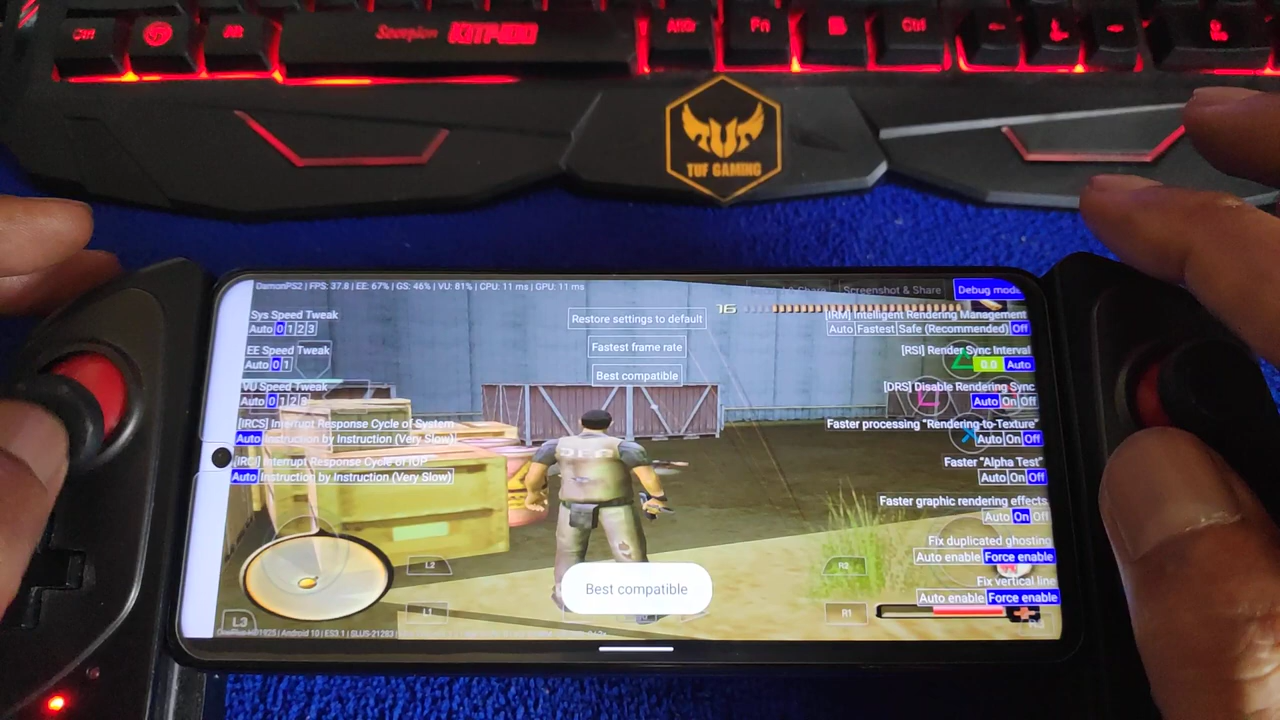 Ctrl
Alt
Scorpion KITP400
AltGr
Fn
Ctrl
TUF GAMING
DamonPS2 | FPS: 37.8 | EE: 67% | GS: 46% | VU: 81% | CPU: 11 ms | GPU: 11 ms
Share
Screenshot & Share
Debug mode
Sys Speed Tweak
Auto 0 1 2 3
EE Speed Tweak
Auto 0 1
VU Speed Tweak
Auto 0 1 2 3
[IRCS] Interrupt Response Cycle of System
Auto Instruction by Instruction (Very Slow)
[IRCI] Interrupt Response Cycle of IOP
Auto Instruction by Instruction (Very Slow)
Restore settings to default
Fastest frame rate
Best compatible
16
[IRM] Intelligent Rendering Management
Auto Fastest Safe (Recommended) Off
[RSI] Render Sync Interval
0.0 Auto
[DRS] Disable Rendering Sync
Auto On Off
Faster processing "Rendering-to-Texture"
Auto On Off
Faster "Alpha Test"
Auto On Off
Faster graphic rendering effects
Auto On Off
Fix duplicated ghosting
Auto enable Force enable
Fix vertical line
Auto enable Force enable
DEA
L2
R2
L1
R1
L3
Best compatible
Android 10 | ES3.1 | SLUS-21283